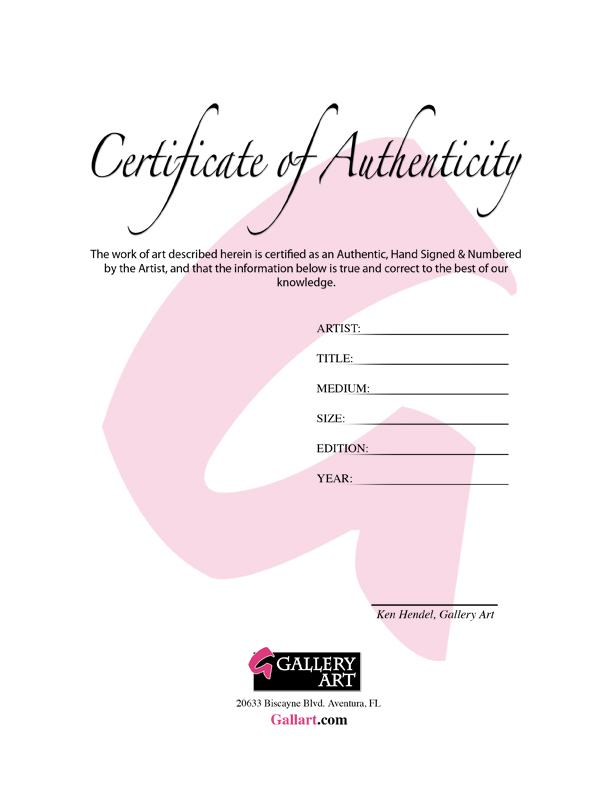 Certificate of Authenticity
The work of art described herein is certified as an Authentic, Hand Signed & Numbered
by the Artist, and that the information below is true and correct to the best of our
knowledge.
ARTIST:
TITLE:
MEDIUM:
SIZE:
EDITION:
YEAR:
Ken Hendel, Gallery Art
GALLERY
ART
20633 Biscayne Blvd. Aventura, FL
Gallart.com